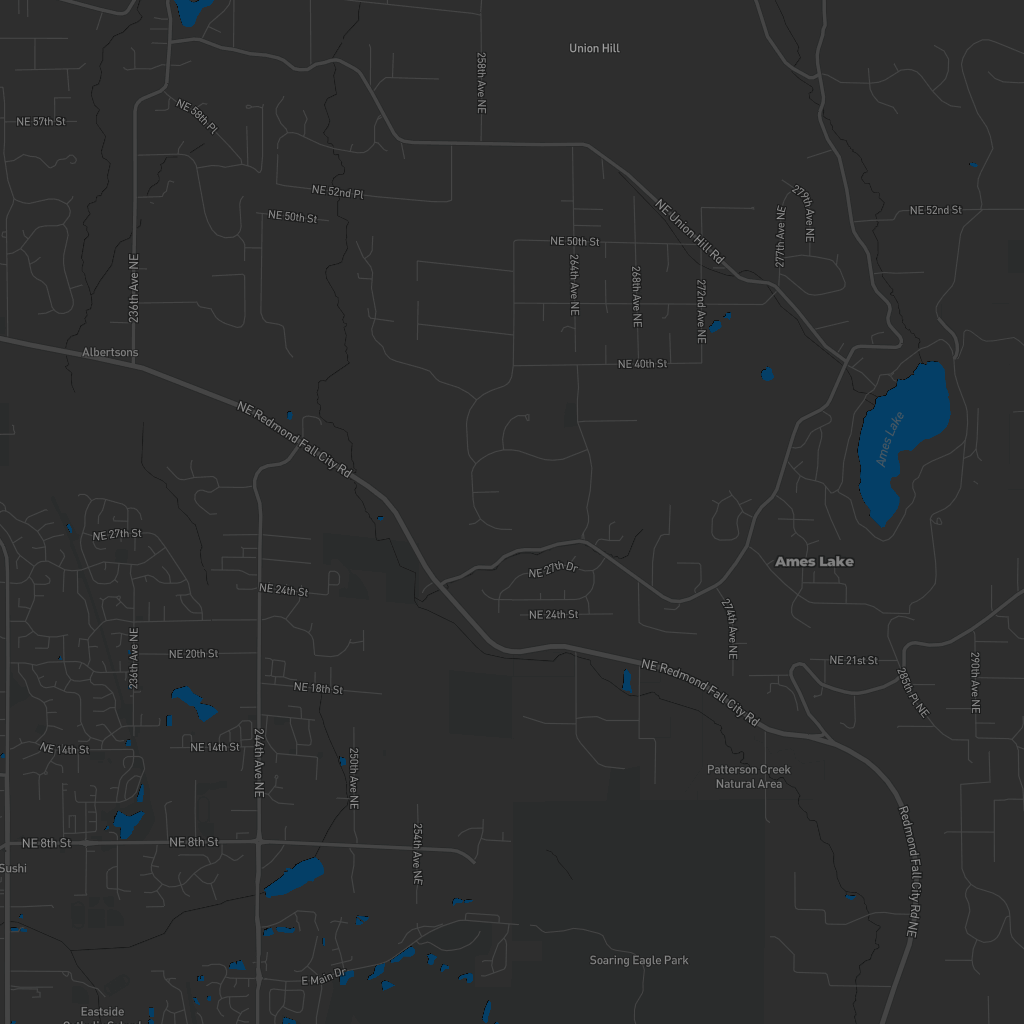 Union Hill
258th Ave NE
NE 58th Pl
NE 57th St
NE 52nd Pl
279th Ave NE
NE 50th St
NE Union Hill Rd
277th Ave NE
NE 52nd St
NE 50th St
236th Ave NE
264th Ave NE
268th Ave NE
272nd Ave NE
Albertsons
NE 40th St
NE Redmond Fall City Rd
Ames Lake
NE 27th St
Ames Lake
NE 27th Dr
NE 24th St
NE 24th St
274th Ave NE
236th Ave NE
NE 20th St
NE 21st St
290th Ave NE
285th Pl NE
NE Redmond Fall City Rd
NE 18th St
NE 14th St
NE 14th St
244th Ave NE
250th Ave NE
Patterson Creek
Natural Area
Redmond Fall City Rd NE
NE 8th St
NE 8th St
254th Ave NE
Sushi
Soaring Eagle Park
E Main Dr
Eastside
Catholic School